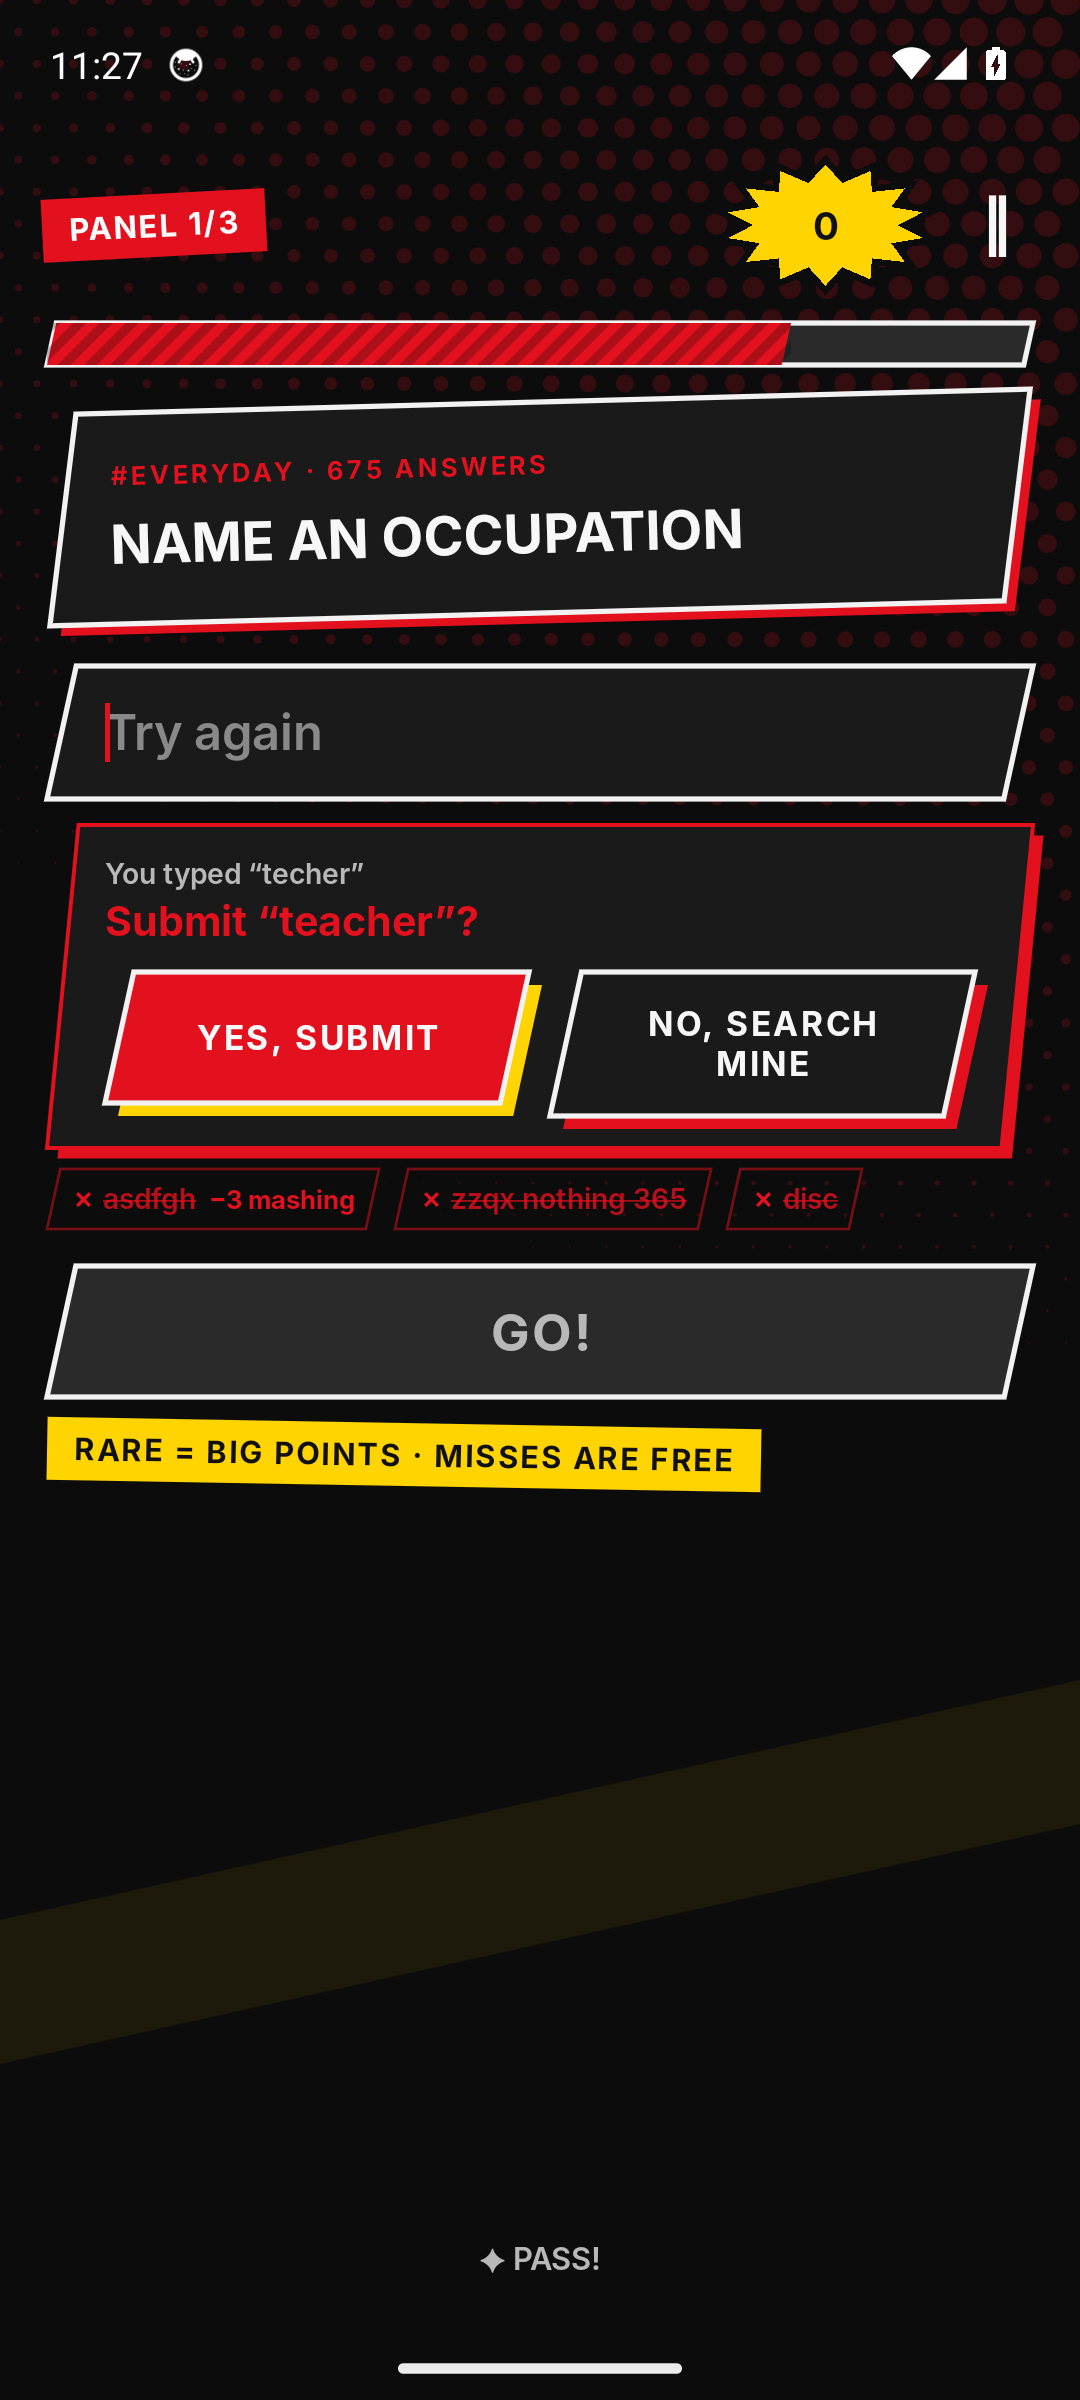 11:27
PANEL 1/3
0
#EVERYDAY · 675 ANSWERS
NAME AN OCCUPATION
Try again
You typed “techer”
Submit “teacher”?
YES, SUBMIT
NO, SEARCH
MINE
× asdfgh −3 mashing
× zzqx nothing 365
× disc
GO!
RARE = BIG POINTS · MISSES ARE FREE
✦ PASS!